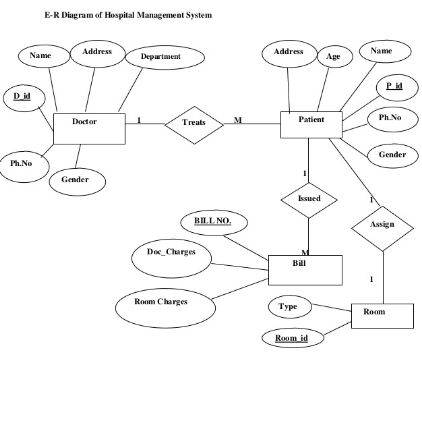 E-R Diagram of Hospital Management System
Name
Address
Department
Address
Age
Name
D_id
P_id
Doctor
1
Treats
M
Patient
Ph.No
Ph.No
Gender
Gender
1
Issued
1
Assign
BILL NO.
Doc_Charges
M
Bill
1
Room Charges
Type
Room
Room_id